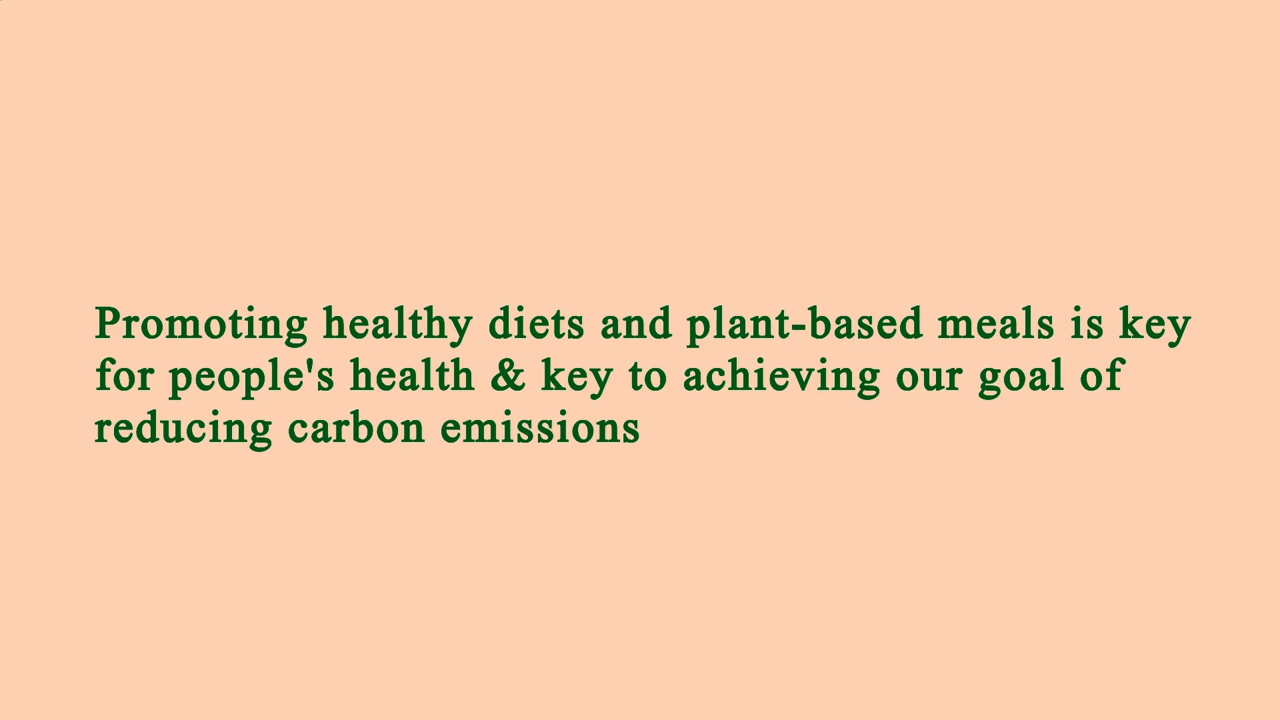 Promoting healthy diets and plant-based meals is key
for people's health & key to achieving our goal of
reducing carbon emissions